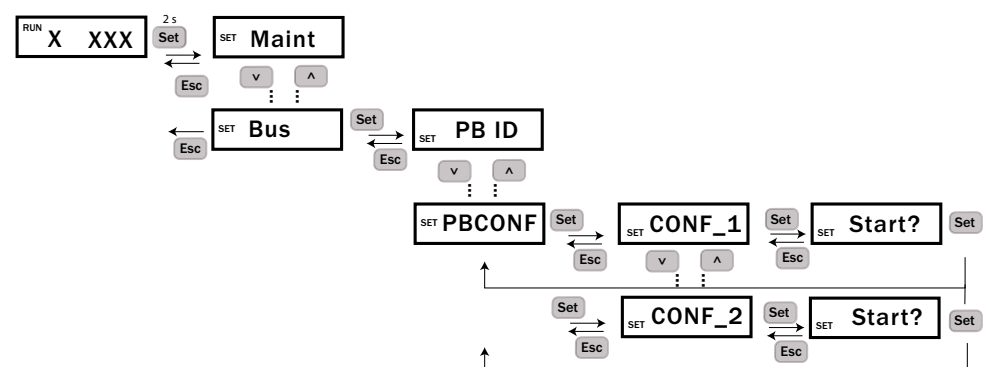 2 s
RUN X XXX Set SET Maint
Esc ˅ ˄
SET Bus Set SET PB ID
Esc Esc
˅ ˄
SET PBCONF Set SET CONF_1 Set SET Start? Set
Esc ˅ ˄ Esc
Set SET CONF_2 Set SET Start? Set
Esc Esc